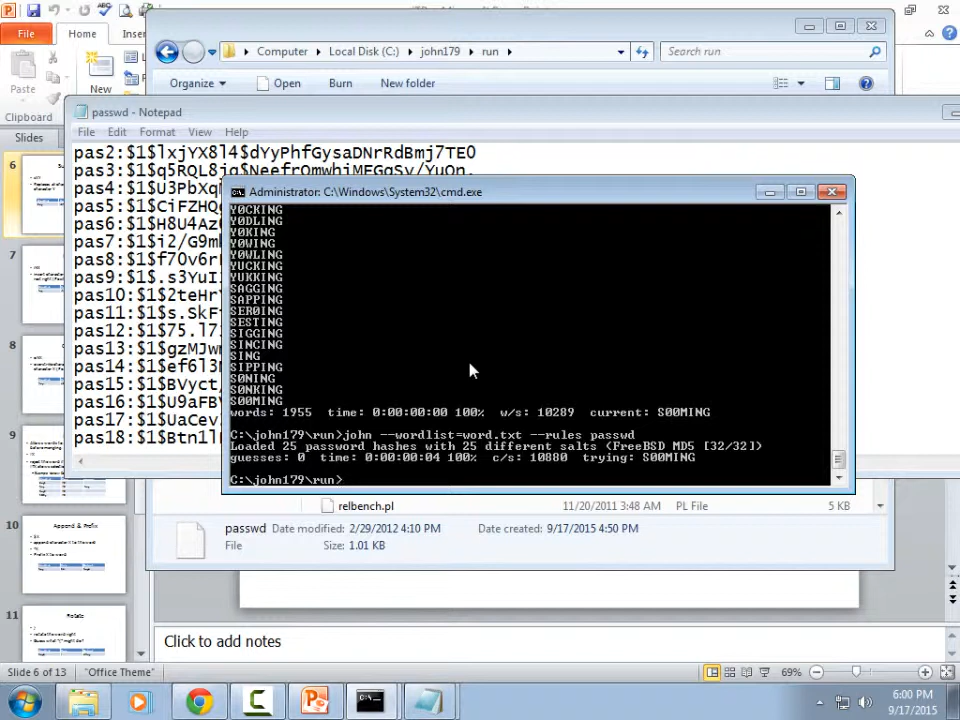 File
Home
Inser
Paste
New
Clipboard
Slides
Computer
Local Disk (C:)
john179
run
Search run
Organize
Open
Burn
New folder
passwd - Notepad
File Edit Format View Help
pas2:$1$lxjYX8l4$dYyPhfGysaDNrRdBmj7TE0
pas3:$1$q5RQL8jq$NeefrOmwhiMFGqSv/YuOn.
pas4:$1$U3PbXq
pas5:$1$CiFZHQ
pas6:$1$H8U4Az
pas7:$1$i2/G9m
pas8:$1$f70v6r
pas9:$1$.s3YuI
pas10:$1$2teHr
pas11:$1$s.SkF
pas12:$1$75.l7
pas13:$1$gzMJw
pas14:$1$ef6l3
pas15:$1$BVyct
pas16:$1$U9aFB
pas17:$1$UaCev
pas18:$1$Btn1l
Administrator: C:\Windows\System32\cmd.exe
Y0CKING
Y0DLING
Y0KING
Y0WING
Y0WLING
YUCKING
YUKKING
SAGGING
SAPPING
SER0ING
SESTING
SIGGING
SINCING
SING
SIPPING
S0NING
S0NKING
S00MING
words: 1955 time: 0:00:00:00 100% w/s: 10289 current: S00MING
C:\john179\run>john --wordlist=word.txt --rules passwd
Loaded 25 password hashes with 25 different salts (FreeBSD MD5 [32/32])
guesses: 0 time: 0:00:00:04 100% c/s: 10880 trying: S00MING
C:\john179\run>
relbench.pl
11/20/2011 3:48 AM
PL File
5 KB
passwd Date modified: 2/29/2012 4:10 PM Date created: 9/17/2015 4:50 PM
File Size: 1.01 KB
6
7
8
9
10
Append & Prefix
11
Rotate
Click to add notes
Slide 6 of 13
"Office Theme"
69%
6:00 PM
9/17/2015